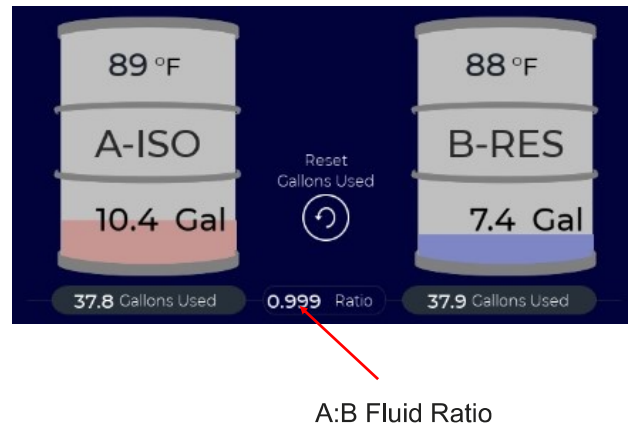 89 °F
88 °F
A-ISO
B-RES
Reset
Gallons Used
10.4 Gal
7.4 Gal
37.8 Gallons Used
0.999 Ratio
37.9 Gallons Used
A:B Fluid Ratio